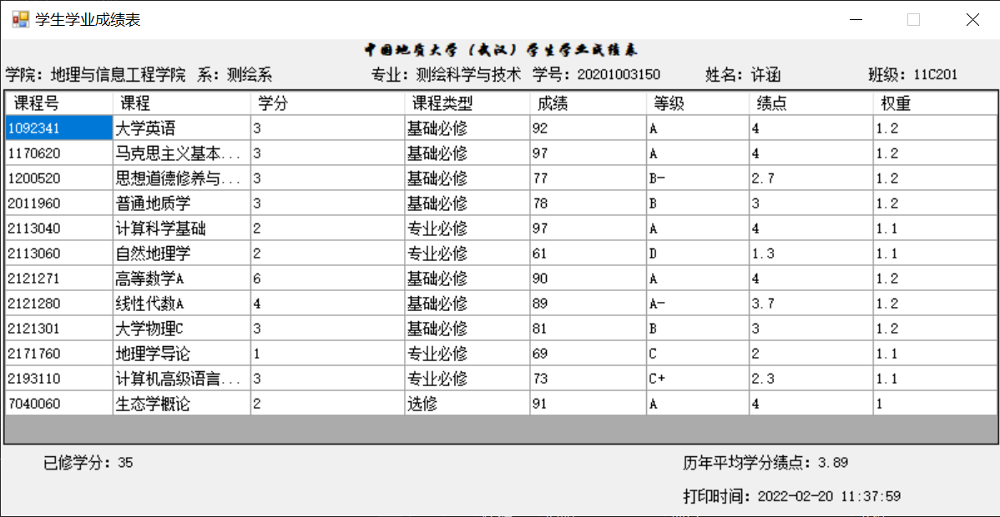 学生学业成绩表
中国地质大学（武汉）学生学业成绩表
学院：地理与信息工程学院 系：测绘系 专业：测绘科学与技术 学号：20201003150 姓名：许涵 班级：11C201
课程号 课程 学分 课程类型 成绩 等级 绩点 权重
1092341 大学英语 3 基础必修 92 A 4 1.2
1170620 马克思主义基本... 3 基础必修 97 A 4 1.2
1200520 思想道德修养与... 3 基础必修 77 B- 2.7 1.2
2011960 普通地质学 3 基础必修 78 B 3 1.2
2113040 计算科学基础 2 专业必修 97 A 4 1.1
2113060 自然地理学 2 专业必修 61 D 1.3 1.1
2121271 高等数学A 6 基础必修 90 A 4 1.2
2121280 线性代数A 4 基础必修 89 A- 3.7 1.2
2121301 大学物理C 3 基础必修 81 B 3 1.2
2171760 地理学导论 1 专业必修 69 C 2 1.1
2193110 计算机高级语言... 3 专业必修 73 C+ 2.3 1.1
7040060 生态学概论 2 选修 91 A 4 1
已修学分：35 历年平均学分绩点：3.89
打印时间：2022-02-20 11:37:59